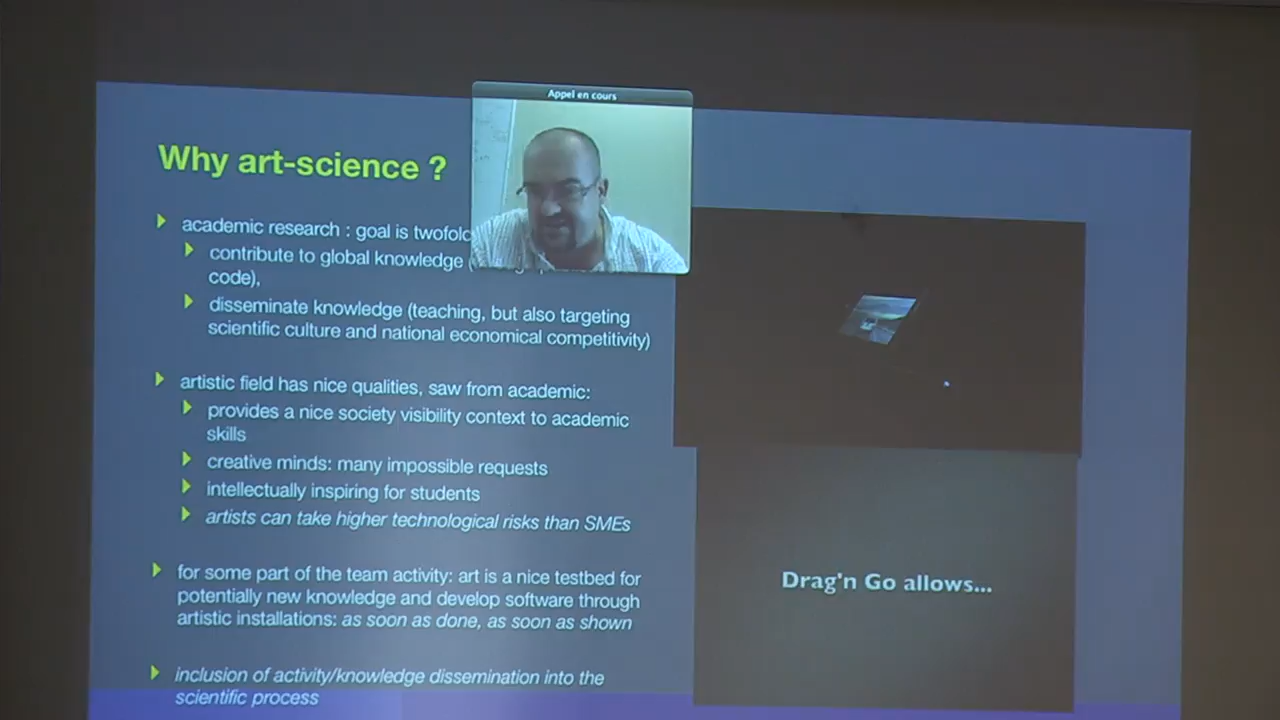 Appel en cours
Why art-science ?
academic research : goal is twofold
contribute to global knowledge (
code),
disseminate knowledge (teaching, but also targeting
scientific culture and national economical competitivity)
artistic field has nice qualities, saw from academic:
provides a nice society visibility context to academic
skills
creative minds: many impossible requests
intellectually inspiring for students
artists can take higher technological risks than SMEs
for some part of the team activity: art is a nice testbed for
potentially new knowledge and develop software through
artistic installations: as soon as done, as soon as shown
inclusion of activity/knowledge dissemination into the
scientific process
Drag'n Go allows...